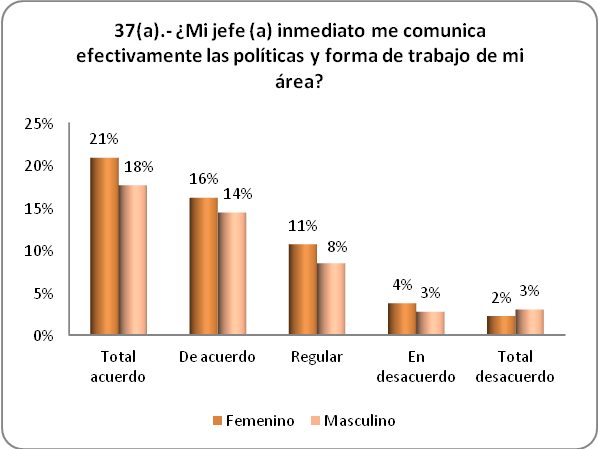 37(a).- ¿Mi jefe (a) inmediato me comunica
efectivamente las políticas y forma de trabajo de mi
área?
25%
20%
15%
10%
5%
0%
21%
18%
16%
14%
11%
8%
4%
3%
2%
3%
Total
acuerdo
De acuerdo
Regular
En
desacuerdo
Total
desacuerdo
Femenino
Masculino